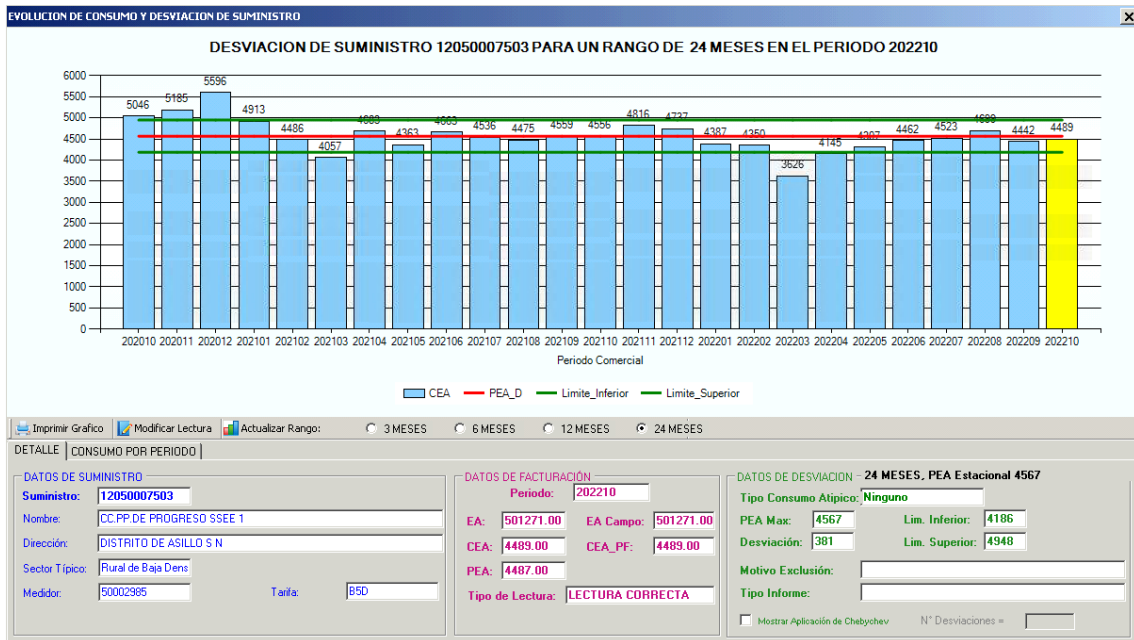 EVOLUCION DE CONSUMO Y DESVIACION DE SUMINISTRO
DESVIACION DE SUMINISTRO 12050007503 PARA UN RANGO DE 24 MESES EN EL PERIODO 202210
6000
5500
5000
4500
4000
3500
3000
2500
2000
1500
1000
500
0
5046 5185 5596 4913 4486 4057 4363 4536 4475 4559 4556 4816 4737 4387 4350 3626 4145 4462 4523 4442 4489
202010 202011 202012 202101 202102 202103 202104 202105 202106 202107 202108 202109 202110 202111 202112 202201 202202 202203 202204 202205 202206 202207 202208 202209 202210
Periodo Comercial
CEA PEA_D Limite_Inferior Limite_Superior
Imprimir Grafico Modificar Lectura Actualizar Rango: 3 MESES 6 MESES 12 MESES 24 MESES
DETALLE CONSUMO POR PERIODO
DATOS DE SUMINISTRO
Suministro: 12050007503
Nombre: CC.PP.DE PROGRESO SSEE 1
Dirección: DISTRITO DE ASILLO S N
Sector Típico: Rural de Baja Dens
Medidor: 50002985 Tarifa: B5D
DATOS DE FACTURACIÓN
Periodo: 202210
EA: 501271.00 EA Campo: 501271.00
CEA: 4489.00 CEA_PF: 4489.00
PEA: 4487.00
Tipo de Lectura: LECTURA CORRECTA
DATOS DE DESVIACION - 24 MESES, PEA Estacional 4567
Tipo Consumo Atipico: Ninguno
PEA Max: 4567 Lim. Inferior: 4186
Desviación: 381 Lim. Superior: 4948
Motivo Exclusión:
Tipo Informe:
Mostrar Aplicación de Chebychev N° Desviaciones =